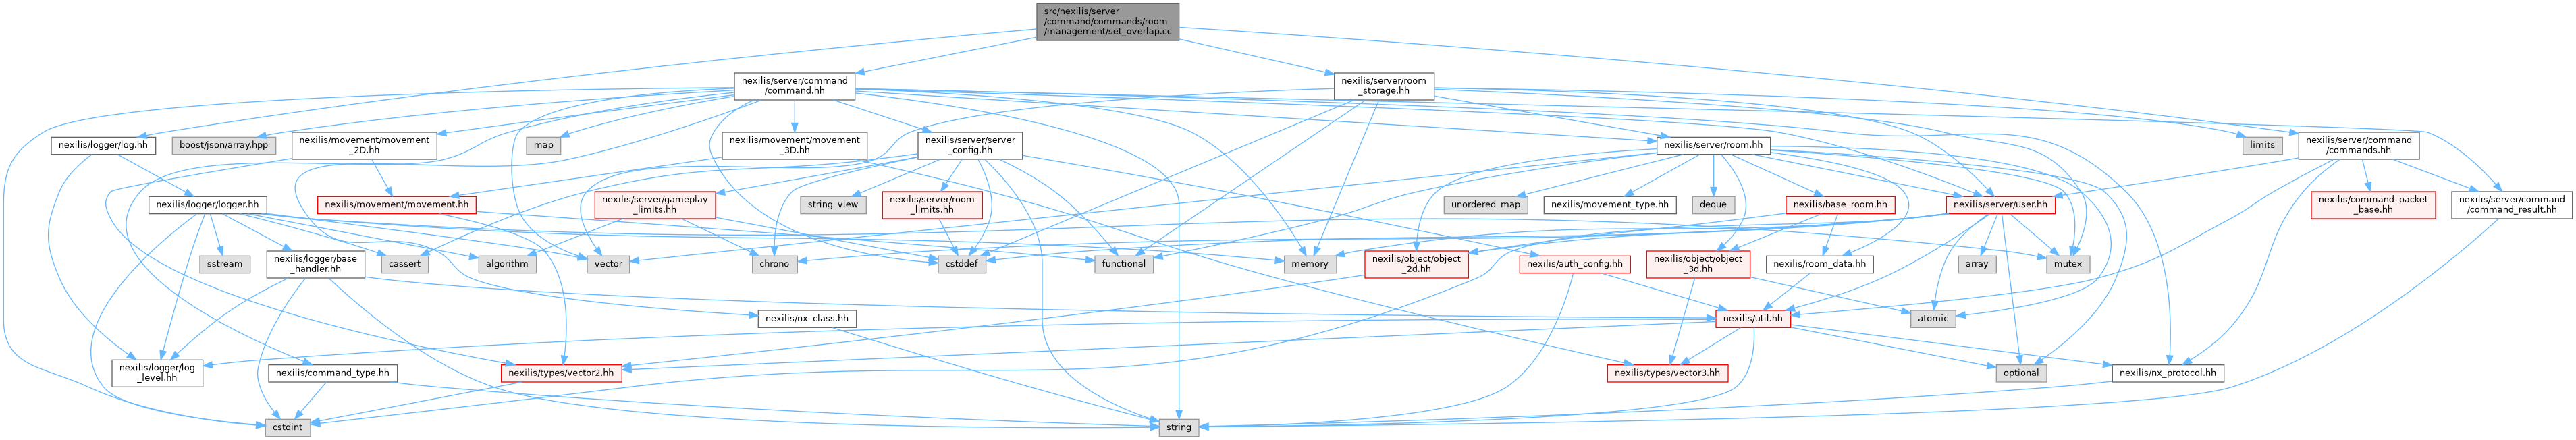 src/nexilis/server
/command/commands/room
/management/set_overlap.cc
nexilis/server/command
/command.hh
nexilis/server/room
_storage.hh
nexilis/logger/log.hh
boost/json/array.hpp
nexilis/movement/movement
_2D.hh
map
nexilis/movement/movement
_3D.hh
nexilis/server/server
_config.hh
nexilis/server/room.hh
limits
nexilis/server/command
/commands.hh
nexilis/logger/logger.hh
nexilis/movement/movement.hh
nexilis/server/gameplay
_limits.hh
string_view
nexilis/server/room
_limits.hh
unordered_map
nexilis/movement_type.hh
deque
nexilis/base_room.hh
nexilis/server/user.hh
nexilis/command_packet
_base.hh
nexilis/server/command
/command_result.hh
sstream
nexilis/logger/base
_handler.hh
cassert
algorithm
vector
chrono
cstddef
functional
memory
nexilis/object/object
_2d.hh
nexilis/auth_config.hh
nexilis/object/object
_3d.hh
nexilis/room_data.hh
array
mutex
nexilis/nx_class.hh
nexilis/util.hh
atomic
nexilis/logger/log
_level.hh
nexilis/command_type.hh
nexilis/types/vector2.hh
nexilis/types/vector3.hh
optional
nexilis/nx_protocol.hh
cstdint
string